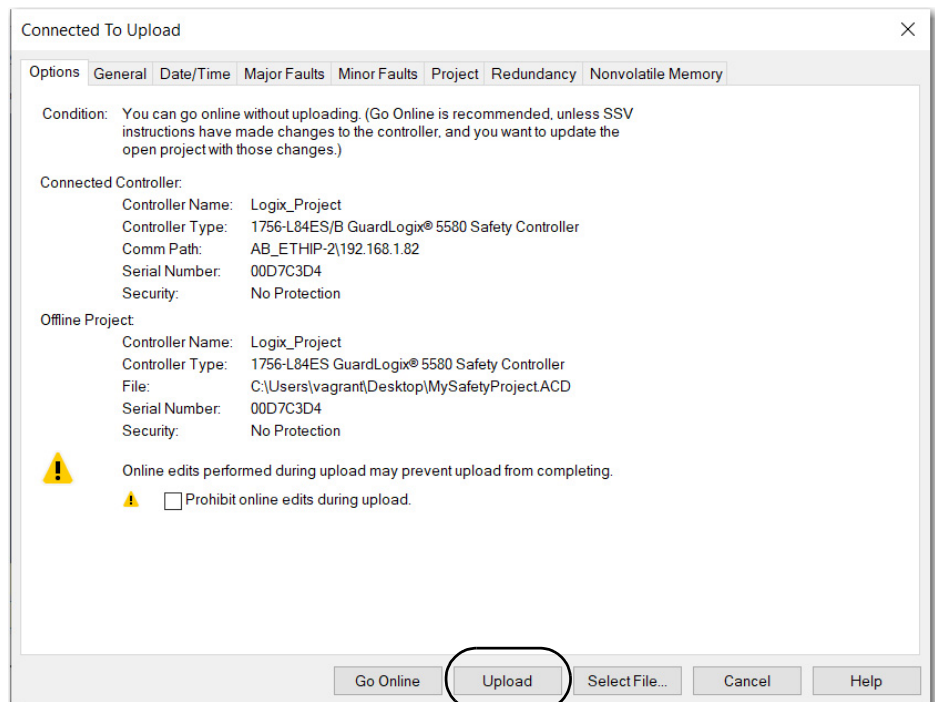 Connected To Upload
Options General Date/Time Major Faults Minor Faults Project Redundancy Nonvolatile Memory
Condition: You can go online without uploading. (Go Online is recommended, unless SSV
instructions have made changes to the controller, and you want to update the
open project with those changes.)
Connected Controller:
Controller Name: Logix_Project
Controller Type: 1756-L84ES/B GuardLogix® 5580 Safety Controller
Comm Path: AB_ETHIP-2\192.168.1.82
Serial Number: 00D7C3D4
Security: No Protection
Offline Project:
Controller Name: Logix_Project
Controller Type: 1756-L84ES GuardLogix® 5580 Safety Controller
File: C:\Users\vagrant\Desktop\MySafetyProject.ACD
Serial Number: 00D7C3D4
Security: No Protection
Online edits performed during upload may prevent upload from completing.
Prohibit online edits during upload.
Go Online Upload Select File... Cancel Help